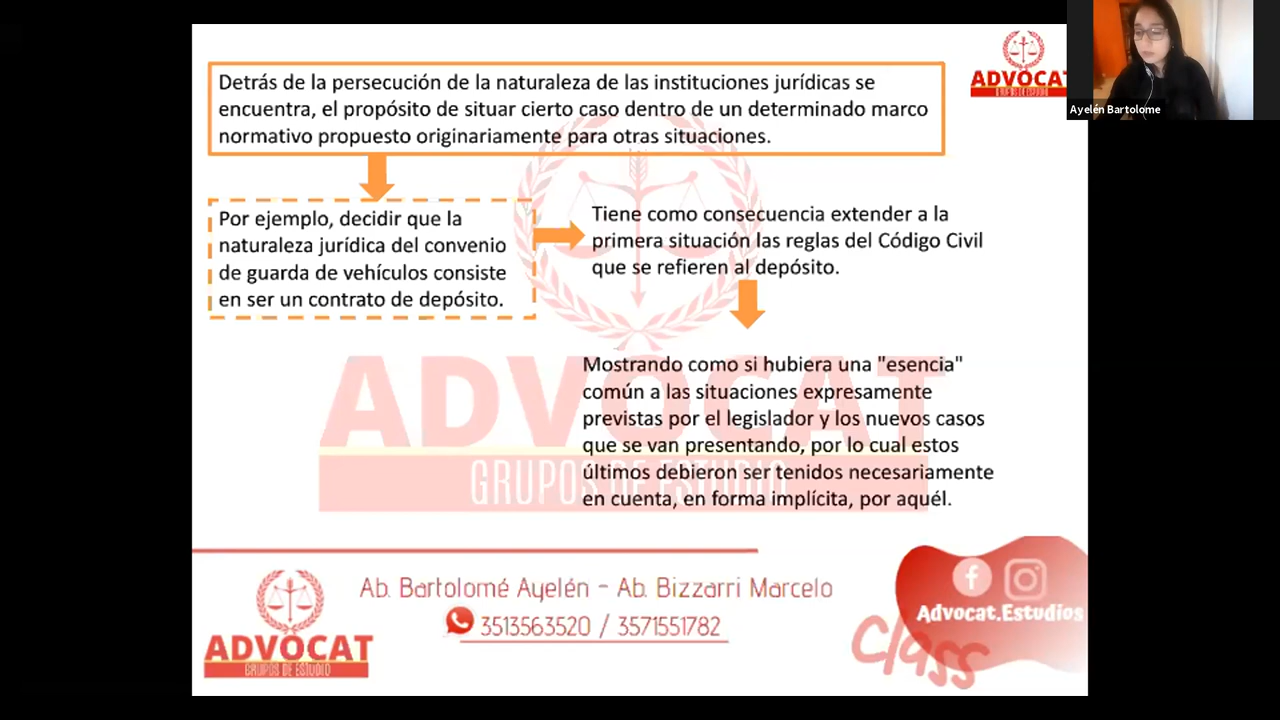 Detrás de la persecución de la naturaleza de las instituciones jurídicas se
encuentra, el propósito de situar cierto caso dentro de un determinado marco
normativo propuesto originariamente para otras situaciones.
ADVOCAT
GRUPOS DE ESTUDIO
Ayelén Bartolome
Por ejemplo, decidir que la
naturaleza jurídica del convenio
de guarda de vehículos consiste
en ser un contrato de depósito.
Tiene como consecuencia extender a la
primera situación las reglas del Código Civil
que se refieren al depósito.
Mostrando como si hubiera una "esencia"
común a las situaciones expresamente
previstas por el legislador y los nuevos casos
que se van presentando, por lo cual estos
últimos debieron ser tenidos necesariamente
en cuenta, en forma implícita, por aquél.
ADVOCAT
GRUPOS DE ESTUDIO
Ab. Bartolomé Ayelén - Ab. Bizzarri Marcelo
3513563520 / 3571551782
ADVOCAT
GRUPOS DE ESTUDIO
Advocat.Estudios
Class